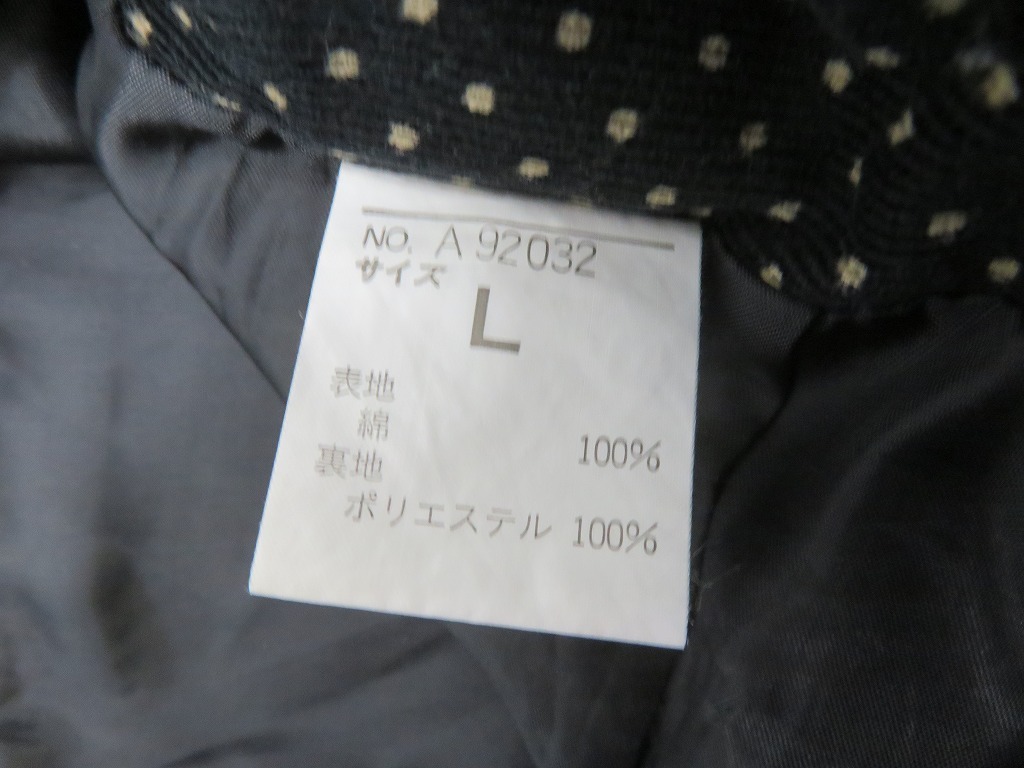 NO. A 92032
サイズ
L
表地
綿 100%
裏地
ポリエステル 100%